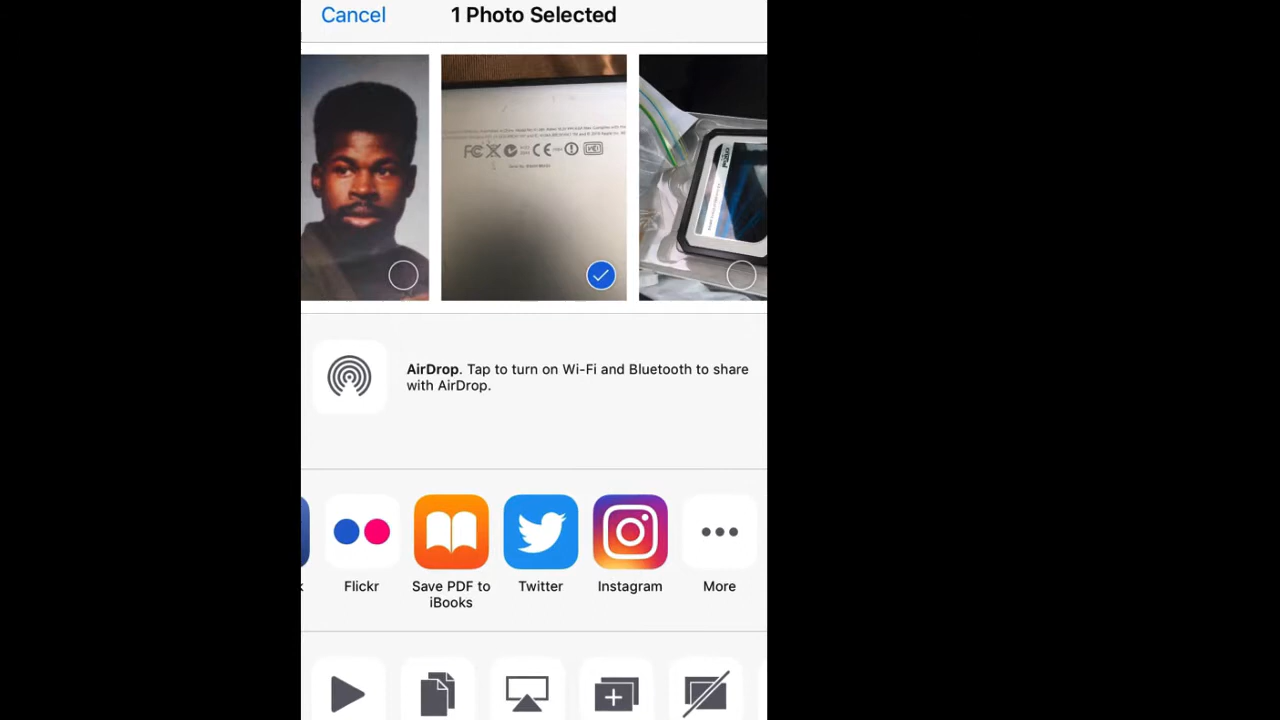 Cancel
1 Photo Selected
AirDrop. Tap to turn on Wi-Fi and Bluetooth to share
with AirDrop.
Flickr
Save PDF to
iBooks
Twitter
Instagram
More